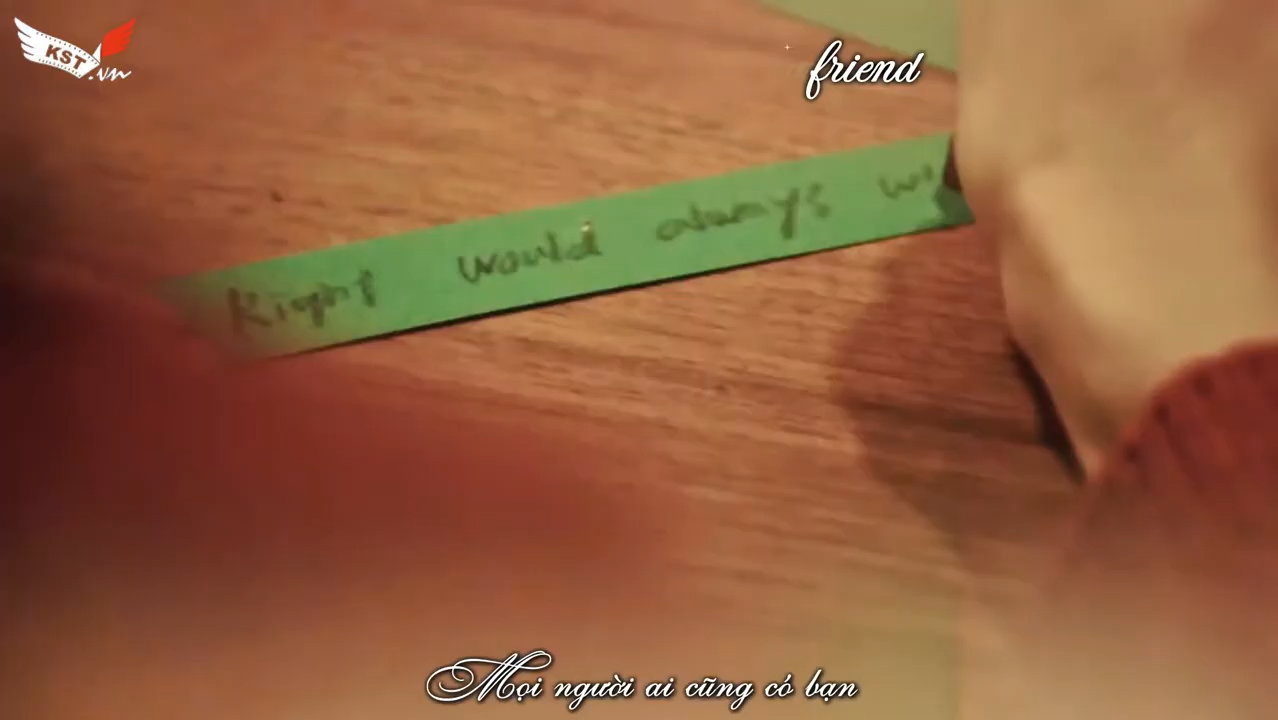 KST.vn
friend
Right would always
Mọi người ai cũng có bạn